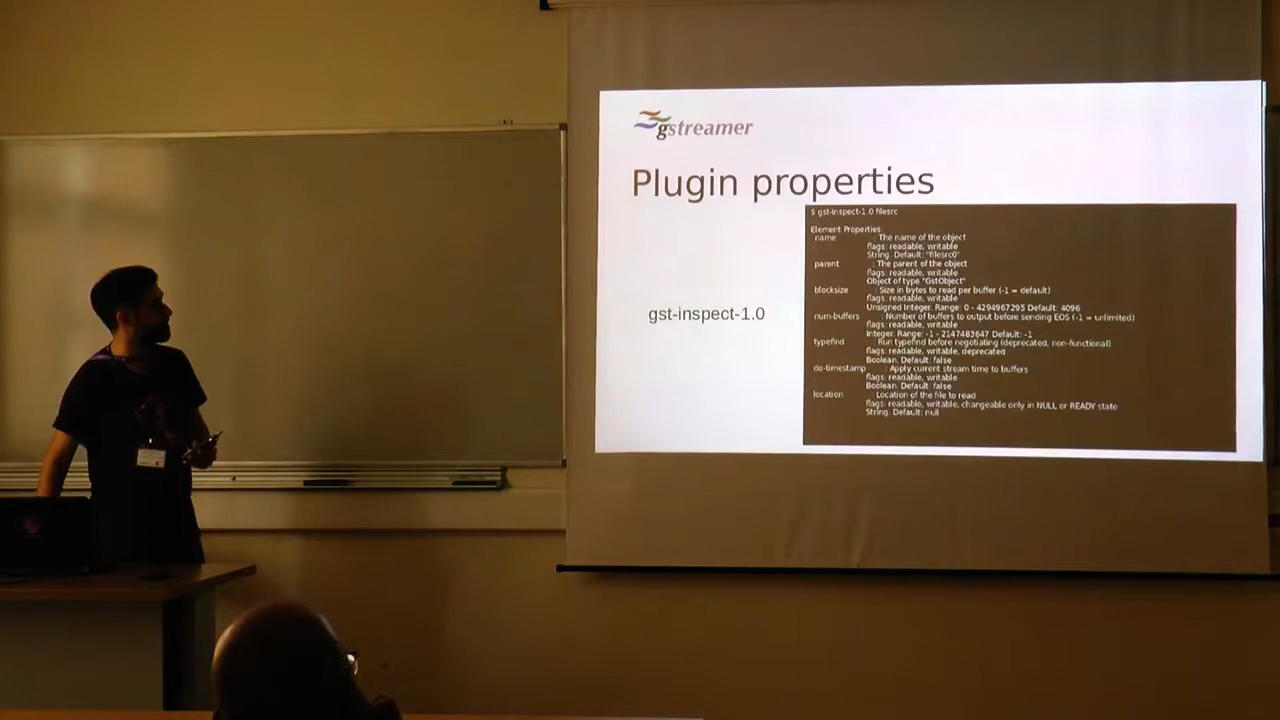 gstreamer
Plugin properties
gst-inspect-1.0
$ gst-inspect-1.0 filesrc
Element Properties:
name : The name of the object
flags: readable, writable
String. Default: "filesrc0"
parent : The parent of the object
flags: readable, writable
Object of type "GstObject"
blocksize : Size in bytes to read per buffer (-1 = default)
flags: readable, writable
Unsigned Integer. Range: 0 - 4294967295 Default: 4096
num-buffers : Number of buffers to output before sending EOS (-1 = unlimited)
flags: readable, writable
Integer. Range: -1 - 2147483647 Default: -1
typefind : Run typefind before negotiating (deprecated, non-functional)
flags: readable, writable, deprecated
Boolean. Default: false
do-timestamp : Apply current stream time to buffers
flags: readable, writable
Boolean. Default: false
location : Location of the file to read
flags: readable, writable, changeable only in NULL or READY state
String. Default: null